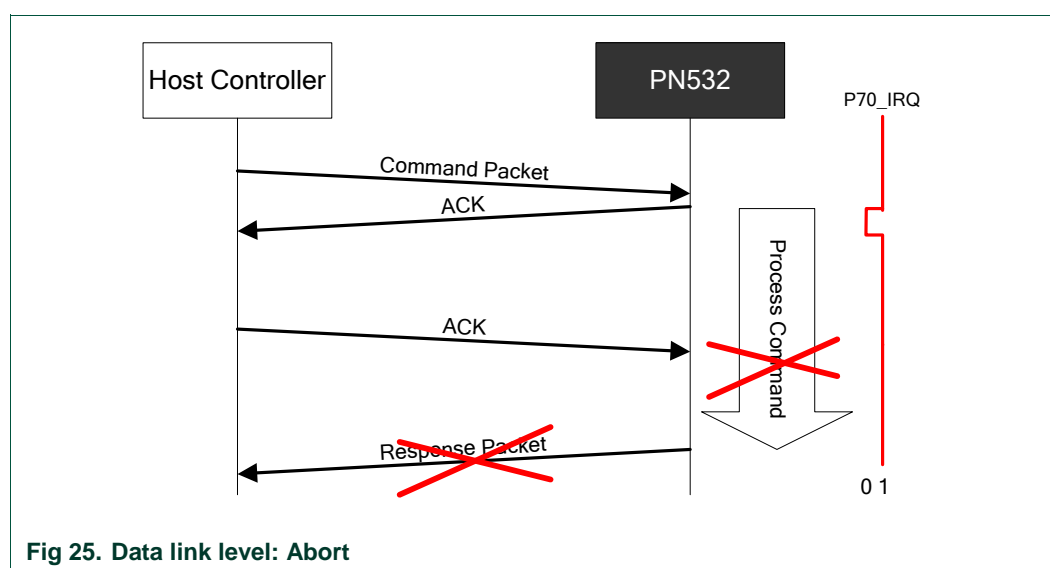 Host Controller
PN532
P70_IRQ
Command Packet
ACK
Process Command
ACK
Response Packet
0 1
Fig 25. Data link level: Abort